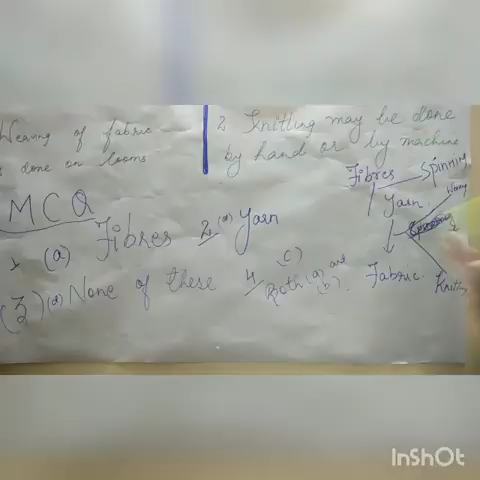 Weaving of fabric
is done on looms
2 Knitting may be done
by hand or by machine
MCQ
1 (a) Fibres 2 (a) Yarn
(3) (d) None of these 4 (c) Both (a) and (b).
Fibres Spinning
Yarn
Fabric. Knitting
InShOt